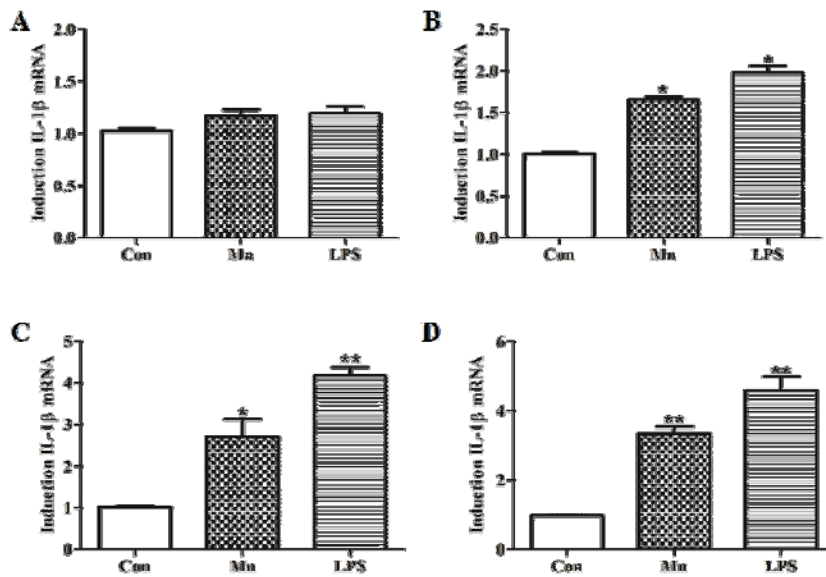 A
Induction IL-1β mRNA
2.0
1.5
1.0
0.5
0.0
Con Mn LPS
B
Induction IL-1β mRNA
2.5
2.0
1.5
1.0
0.5
0.0
* *
Con Mn LPS
C
Induction IL-1β mRNA
5
4
3
2
1
0
* **
Con Mn LPS
D
Induction IL-1β mRNA
6
4
2
0
** **
Con Mn LPS